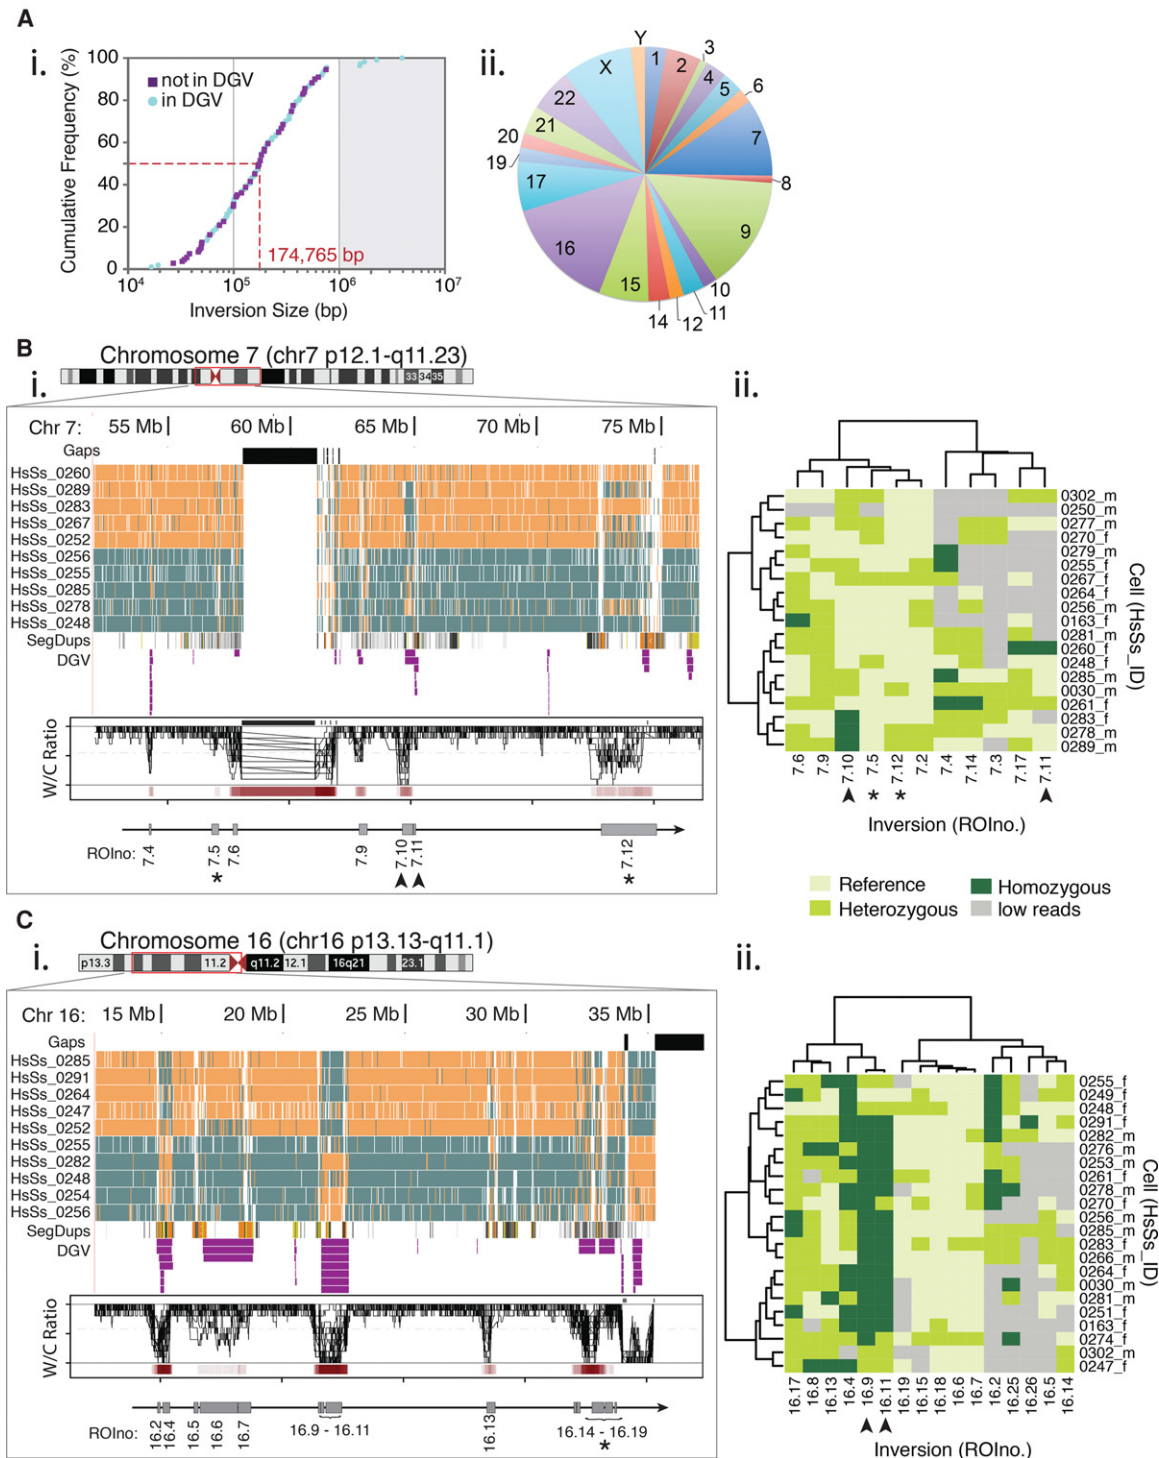 A
i.
Cumulative Frequency (%)
100
80
60
40
20
0
not in DGV
in DGV
174,765 bp
10⁴
10⁵
10⁶
10⁷
Inversion Size (bp)
ii.
Y
1
2
3
4
5
6
7
8
9
10
11
12
14
15
16
17
19
20
21
22
X
B
Chromosome 7 (chr7 p12.1-q11.23)
i.
33 34 35
Chr 7: 55 Mb 60 Mb 65 Mb 70 Mb 75 Mb
Gaps
HsSs_0260
HsSs_0289
HsSs_0283
HsSs_0267
HsSs_0252
HsSs_0256
HsSs_0255
HsSs_0285
HsSs_0278
HsSs_0248
SegDups
DGV
W/C Ratio
ROIno: 7.4 7.5 7.6 7.9 7.10 7.11 7.12
* *
ii.
0302_m
0250_m
0277_m
0270_f
0279_m
0255_f
0267_f
0264_f
0256_m
0163_f
0281_m
0260_f
0248_f
0285_m
0030_m
0261_f
0283_f
0278_m
0289_m
Cell (HsSs_ID)
7.6 7.9 7.10 7.5 7.12 7.2 7.4 7.14 7.3 7.17 7.11
* *
Inversion (ROIno.)
Reference
Heterozygous
Homozygous
low reads
C
Chromosome 16 (chr16 p13.13-q11.1)
i.
p13.3 11.2 q11.2 12.1 16q21 23.1
Chr 16: 15 Mb 20 Mb 25 Mb 30 Mb 35 Mb
Gaps
HsSs_0285
HsSs_0291
HsSs_0264
HsSs_0247
HsSs_0252
HsSs_0255
HsSs_0282
HsSs_0248
HsSs_0254
HsSs_0256
SegDups
DGV
W/C Ratio
ROIno: 16.2 16.4 16.5 16.6 16.7 16.9 - 16.11 16.13 16.14 - 16.19
*
ii.
0255_f
0249_f
0248_f
0291_f
0282_m
0276_m
0253_m
0261_f
0278_m
0270_f
0256_m
0285_m
0283_f
0266_m
0264_f
0030_m
0281_m
0251_f
0163_f
0274_f
0302_m
0247_f
Celll (HsSs_ID)
16.17 16.8 16.13 16.4 16.9 16.11 16.19 16.15 16.18 16.6 16.7 16.2 16.25 16.26 16.5 16.14
Inversion (ROIno.)